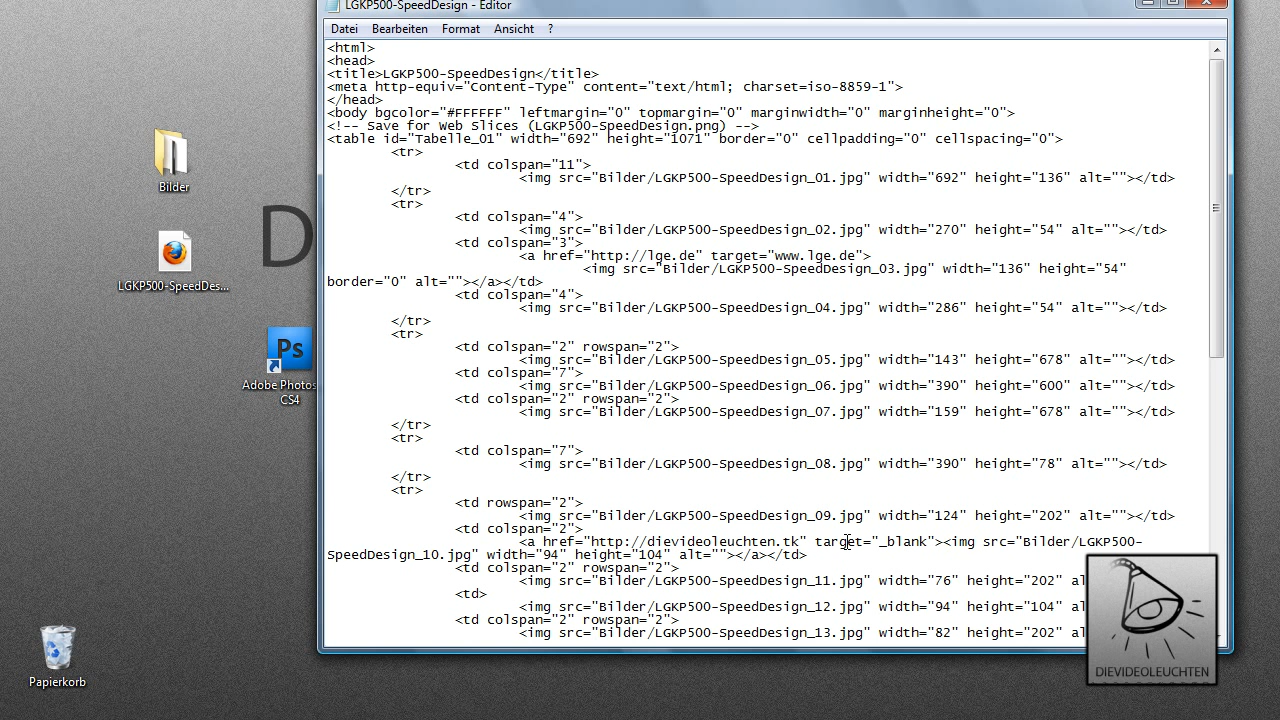 LGKP500-SpeedDesign - Editor
Datei Bearbeiten Format Ansicht ?
<html>
<head>
<title>LGKP500-SpeedDesign</title>
<meta http-equiv="Content-Type" content="text/html; charset=iso-8859-1">
</head>
<body bgcolor="#FFFFFF" leftmargin="0" topmargin="0" marginwidth="0" marginheight="0">
<!-- Save for Web Slices (LGKP500-SpeedDesign.png) -->
<table id="Tabelle_01" width="692" height="1071" border="0" cellpadding="0" cellspacing="0">
<tr>
<td colspan="11">
<img src="Bilder/LGKP500-SpeedDesign_01.jpg" width="692" height="136" alt=""></td>
</tr>
<tr>
<td colspan="4">
<img src="Bilder/LGKP500-SpeedDesign_02.jpg" width="270" height="54" alt=""></td>
<td colspan="3">
<a href="http://lge.de" target="www.lge.de">
<img src="Bilder/LGKP500-SpeedDesign_03.jpg" width="136" height="54"
border="0" alt=""></a></td>
<td colspan="4">
<img src="Bilder/LGKP500-SpeedDesign_04.jpg" width="286" height="54" alt=""></td>
</tr>
<tr>
<td colspan="2" rowspan="2">
<img src="Bilder/LGKP500-SpeedDesign_05.jpg" width="143" height="678" alt=""></td>
<td colspan="7">
<img src="Bilder/LGKP500-SpeedDesign_06.jpg" width="390" height="600" alt=""></td>
<td colspan="2" rowspan="2">
<img src="Bilder/LGKP500-SpeedDesign_07.jpg" width="159" height="678" alt=""></td>
</tr>
<tr>
<td colspan="7">
<img src="Bilder/LGKP500-SpeedDesign_08.jpg" width="390" height="78" alt=""></td>
</tr>
<tr>
<td rowspan="2">
<img src="Bilder/LGKP500-SpeedDesign_09.jpg" width="124" height="202" alt=""></td>
<td colspan="2">
<a href="http://dievideoleuchten.tk" target="_blank"><img src="Bilder/LGKP500-
SpeedDesign_10.jpg" width="94" height="104" alt=""></a></td>
<td colspan="2" rowspan="2">
<img src="Bilder/LGKP500-SpeedDesign_11.jpg" width="76" height="202" al
<td>
<img src="Bilder/LGKP500-SpeedDesign_12.jpg" width="94" height="104" al
<td colspan="2" rowspan="2">
<img src="Bilder/LGKP500-SpeedDesign_13.jpg" width="82" height="202" al
Bilder
D
LGKP500-SpeedDes...
Ps
Adobe Photos
CS4
Papierkorb
DIEVIDEOLEUCHTEN